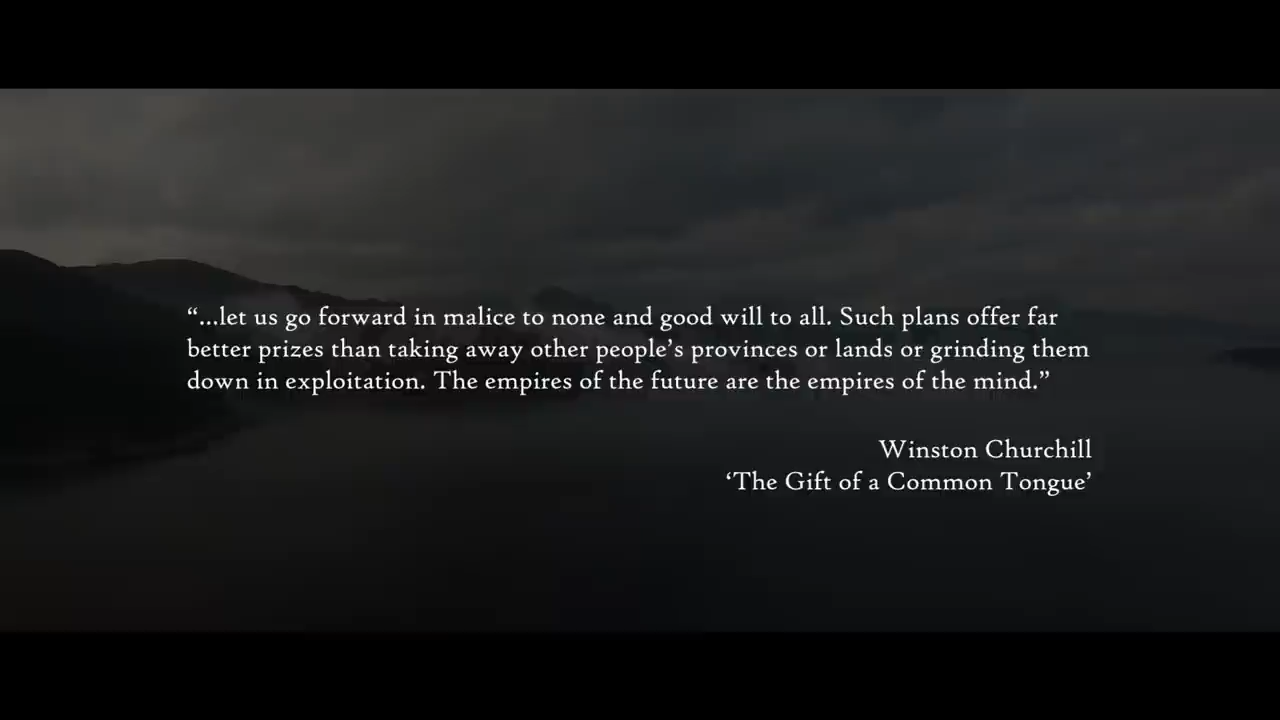 “...let us go forward in malice to none and good will to all. Such plans offer far
better prizes than taking away other people’s provinces or lands or grinding them
down in exploitation. The empires of the future are the empires of the mind.”
Winston Churchill
‘The Gift of a Common Tongue’